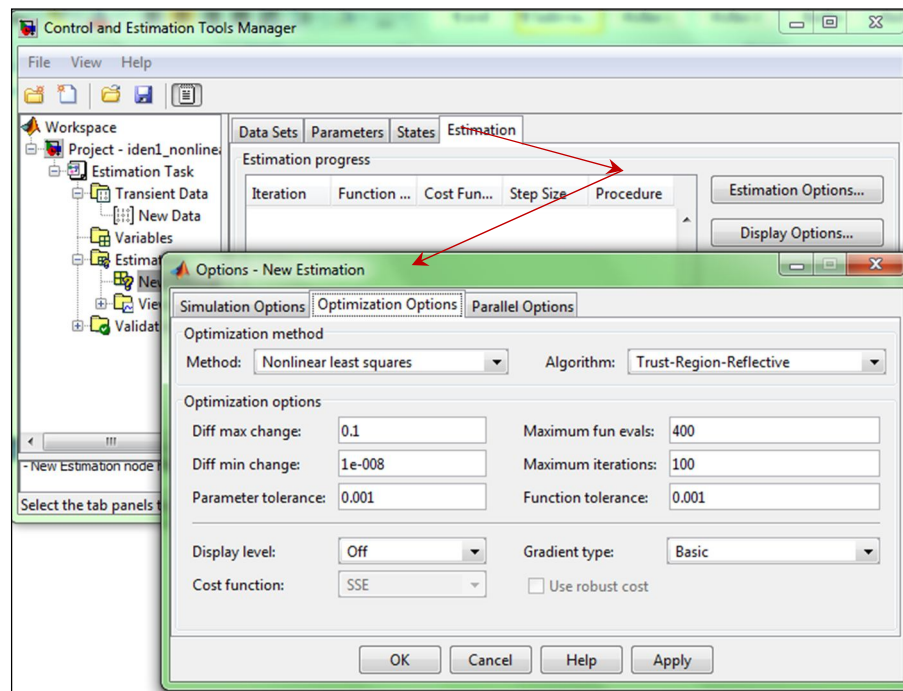 Control and Estimation Tools Manager
File View Help
Workspace
Project - iden1_nonlinea
Estimation Task
Transient Data
New Data
Variables
Estimat
Ne
Vie
Validat
- New Estimation node
Select the tab panels t
Data Sets Parameters States Estimation
Estimation progress
Iteration Function ... Cost Fun... Step Size Procedure
Estimation Options...
Display Options...
Options - New Estimation
Simulation Options Optimization Options Parallel Options
Optimization method
Method: Nonlinear least squares Algorithm: Trust-Region-Reflective
Optimization options
Diff max change: 0.1 Maximum fun evals: 400
Diff min change: 1e-008 Maximum iterations: 100
Parameter tolerance: 0.001 Function tolerance: 0.001
Display level: Off Gradient type: Basic
Cost function: SSE Use robust cost
OK Cancel Help Apply